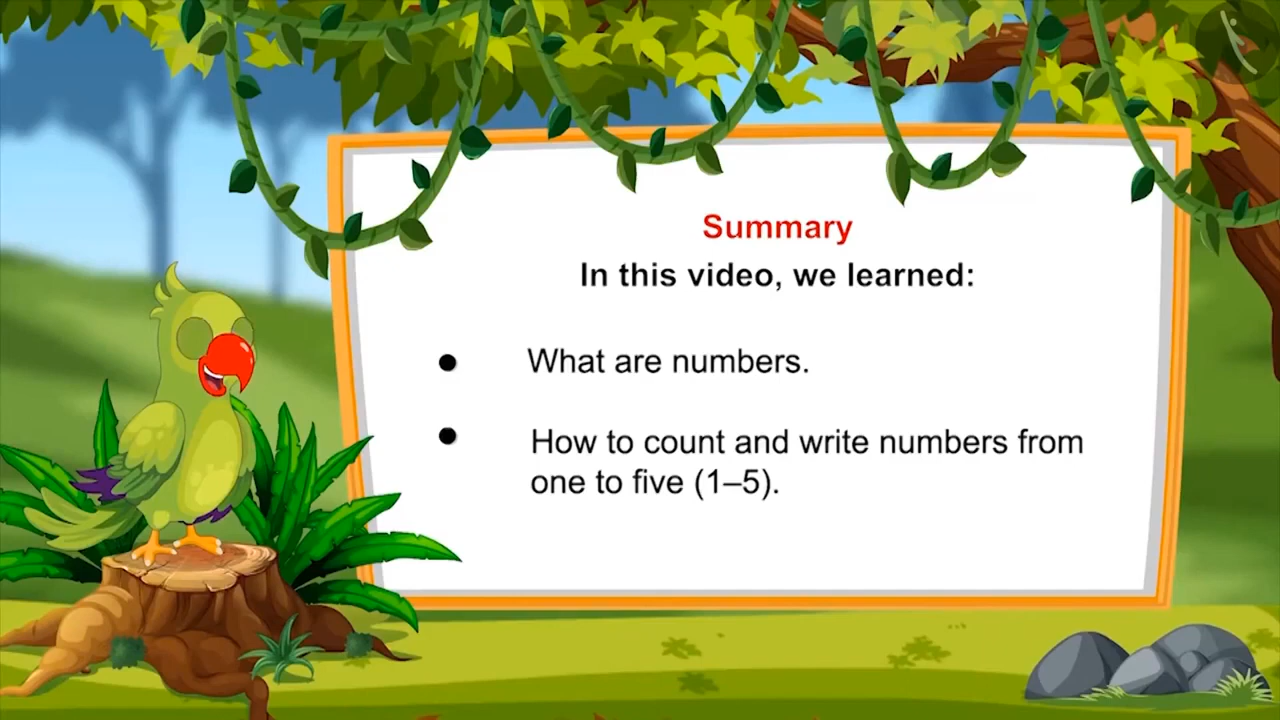 Summary
In this video, we learned:
● What are numbers.
● How to count and write numbers from
one to five (1–5).